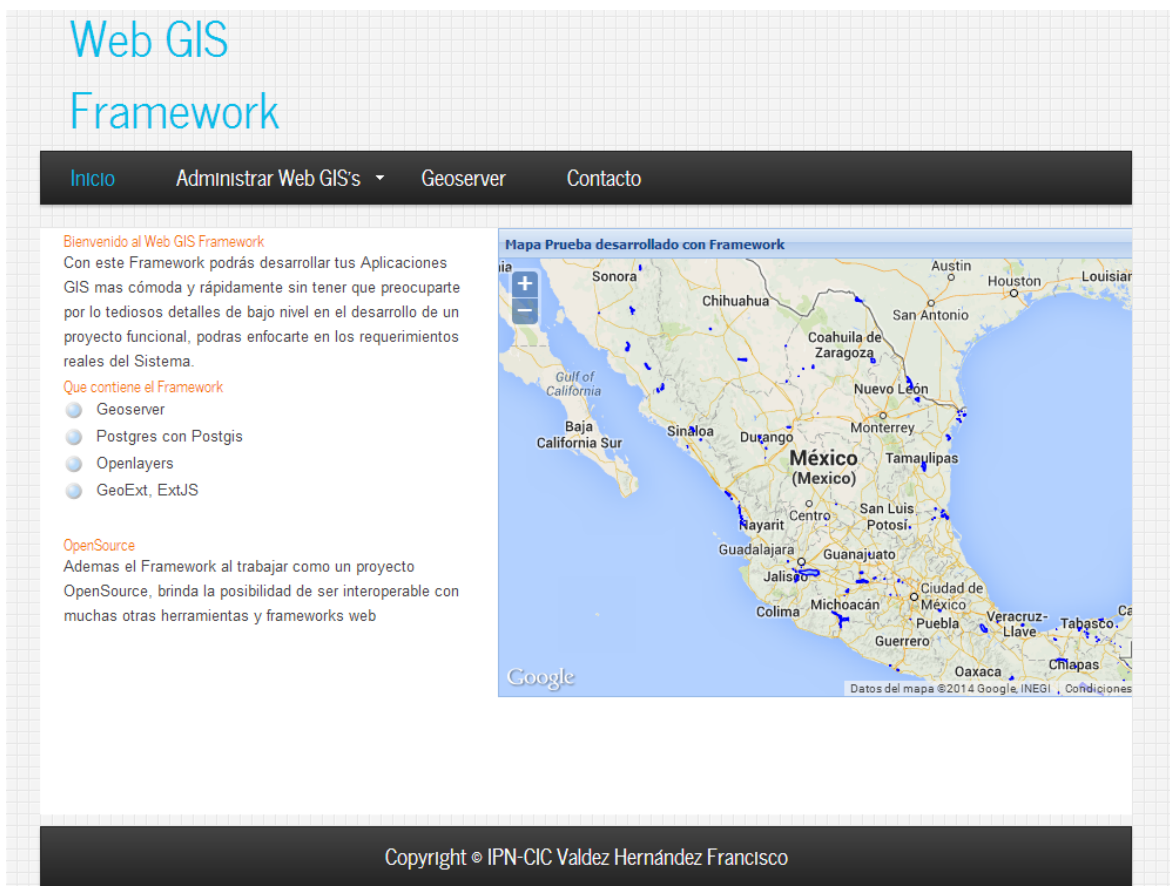 Web GIS
Framework
Inicio Administrar Web GIS's Geoserver Contacto
Bienvenido al Web GIS Framework
Con este Framework podrás desarrollar tus Aplicaciones
GIS mas cómoda y rápidamente sin tener que preocuparte
por lo tediosos detalles de bajo nivel en el desarrollo de un
proyecto funcional, podras enfocarte en los requerimientos
reales del Sistema.
Que contiene el Framework
Geoserver
Postgres con Postgis
Openlayers
GeoExt, ExtJS
OpenSource
Ademas el Framework al trabajar como un proyecto
OpenSource, brinda la posibilidad de ser interoperable con
muchas otras herramientas y frameworks web
Mapa Prueba desarrollado con Framework
+
−
ia
Sonora
Chihuahua
Austin
Houston
Louisiar
San Antonio
Coahuila de
Zaragoza
Gulf of
California
Nuevo León
Baja
California Sur
Sinaloa
Durango
Monterrey
México
(Mexico)
Tamaulipas
Nayarit
Centro
San Luis
Potosí
Guadalajara
Guanajuato
Jalisco
Ciudad de
México
Colima
Michoacán
Puebla
Veracruz-
Llave
Tabasco
Ca
Guerrero
Oaxaca
Chiapas
Google
Datos del mapa ©2014 Google, INEGI
Condiciones
Copyright © IPN-CIC Valdez Hernández Francisco